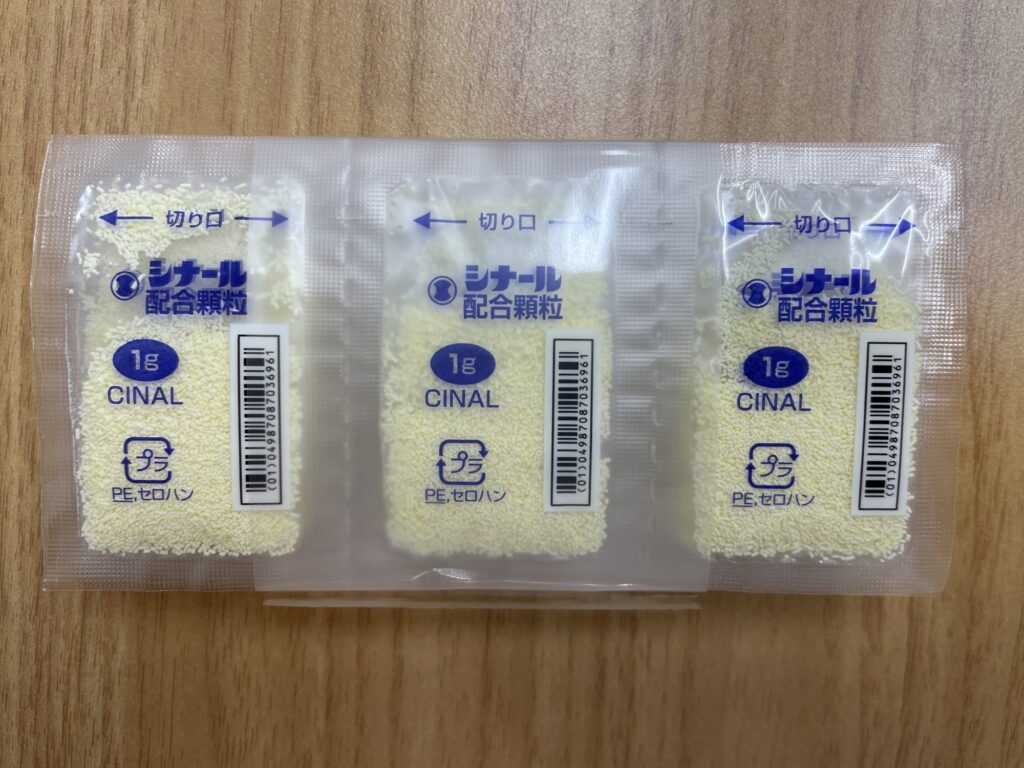 切り口
シナール
配合顆粒
1g
CINAL
プラ
PE,セロハン
(01)04987087036961
切り口
シナール
配合顆粒
1g
CINAL
プラ
PE,セロハン
(01)04987087036961
切り口
シナール
配合顆粒
1g
CINAL
プラ
PE,セロハン
(01)04987087036961